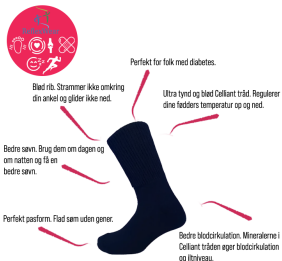 Perfekt for folk med diabetes.
Blød rib. Strammer ikke omkring
din ankel og glider ikke ned.
Ultra tynd og blød Celliant tråd. Regulerer
dine fødders temperatur op og ned.
Bedre søvn. Brug dem om dagen og
om natten og få en
bedre søvn.
Perfekt pasform. Flad søm uden gener.
Bedre blodcirkulation. Mineralerne i
Celliant tråden øger blodcirkulation
og iltniveau.